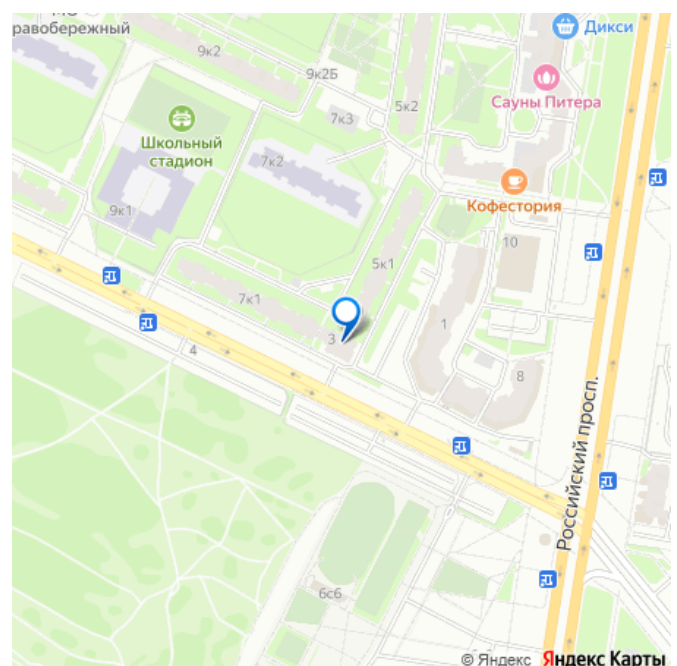 МО
равобережный
9к2
9к2Б
Дикси
Сауны Питера
5к2
7к3
Школьный
стадион
7к2
Кофестория
9к1
10
5к1
7к1
3
1
4
8
Российский просп.
6с6
© Яндекс Яндекс Карты